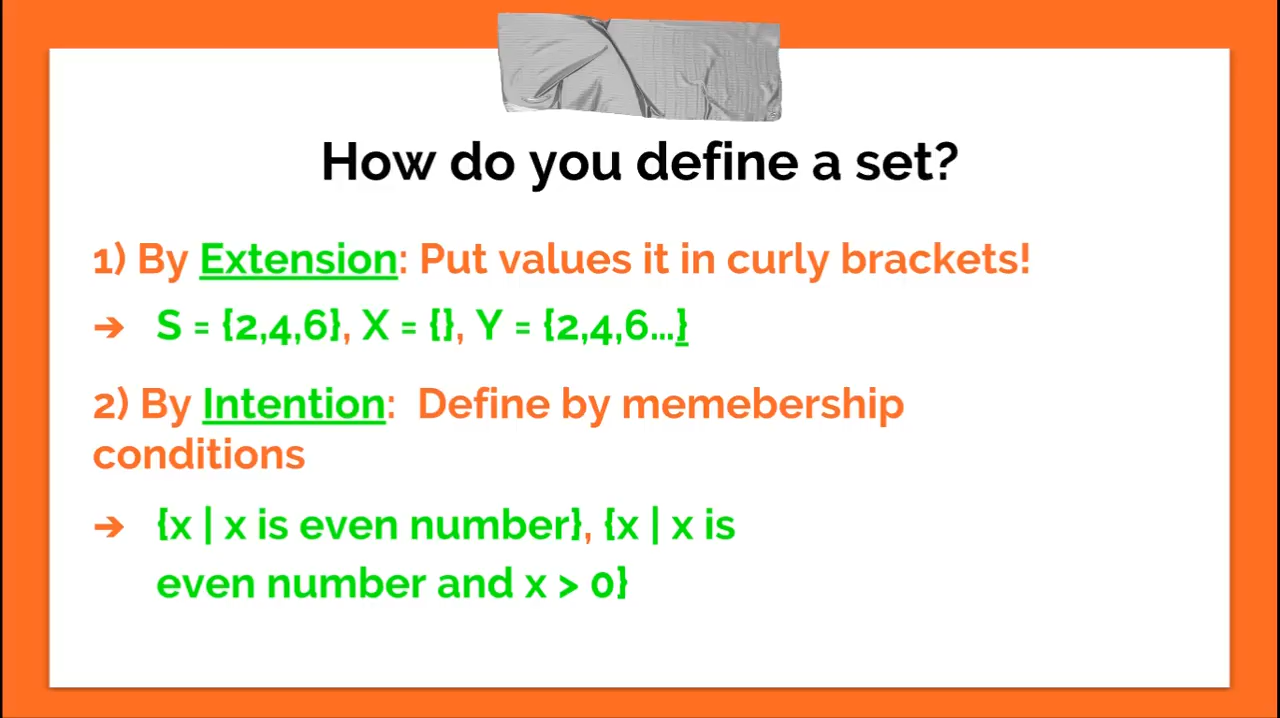 How do you define a set?
1) By Extension: Put values it in curly brackets!
➔ S = {2,4,6}, X = {}, Y = {2,4,6...}
2) By Intention:  Define by memebership
conditions
➔ {x | x is even number}, {x | x is
even number and x > 0}